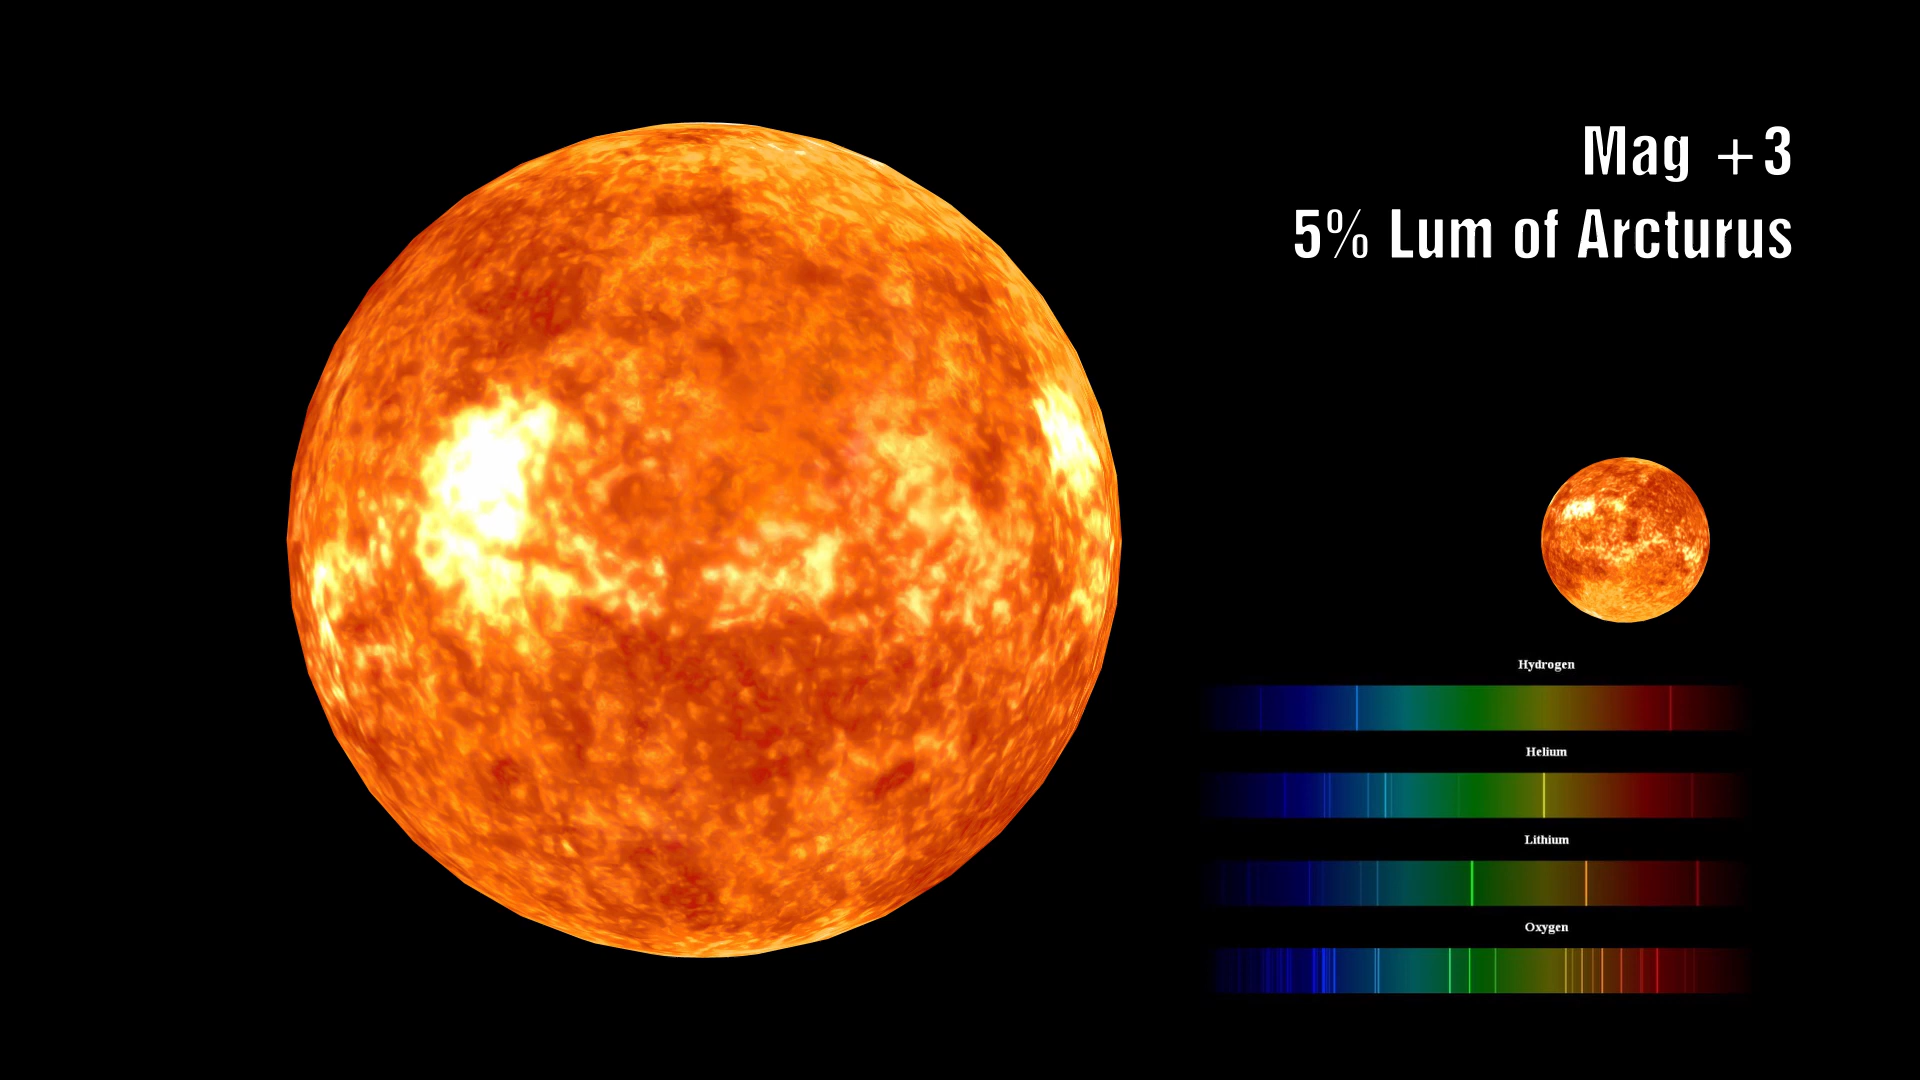 Mag +3
5% Lum of Arcturus
Hydrogen
Helium
Lithium
Oxygen